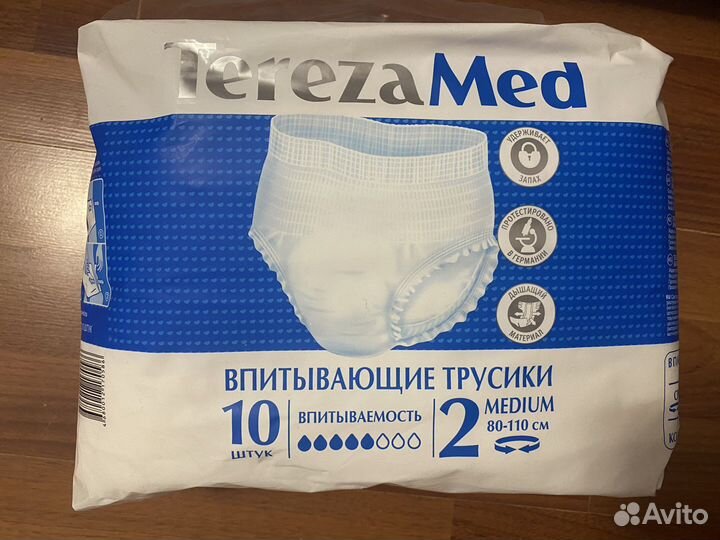 TerezaMed
УДЕРЖИВАЕТ
ЗАПАХ
ПРОТЕСТИРОВАНО
В ГЕРМАНИИ
ДЫШАЩИЙ
МАТЕРИАЛ
ВПИТЫВАЮЩИЕ ТРУСИКИ
10
ШТУК
ВПИТЫВАЕМОСТЬ
2
MEDIUM
80-110 СМ
Avito